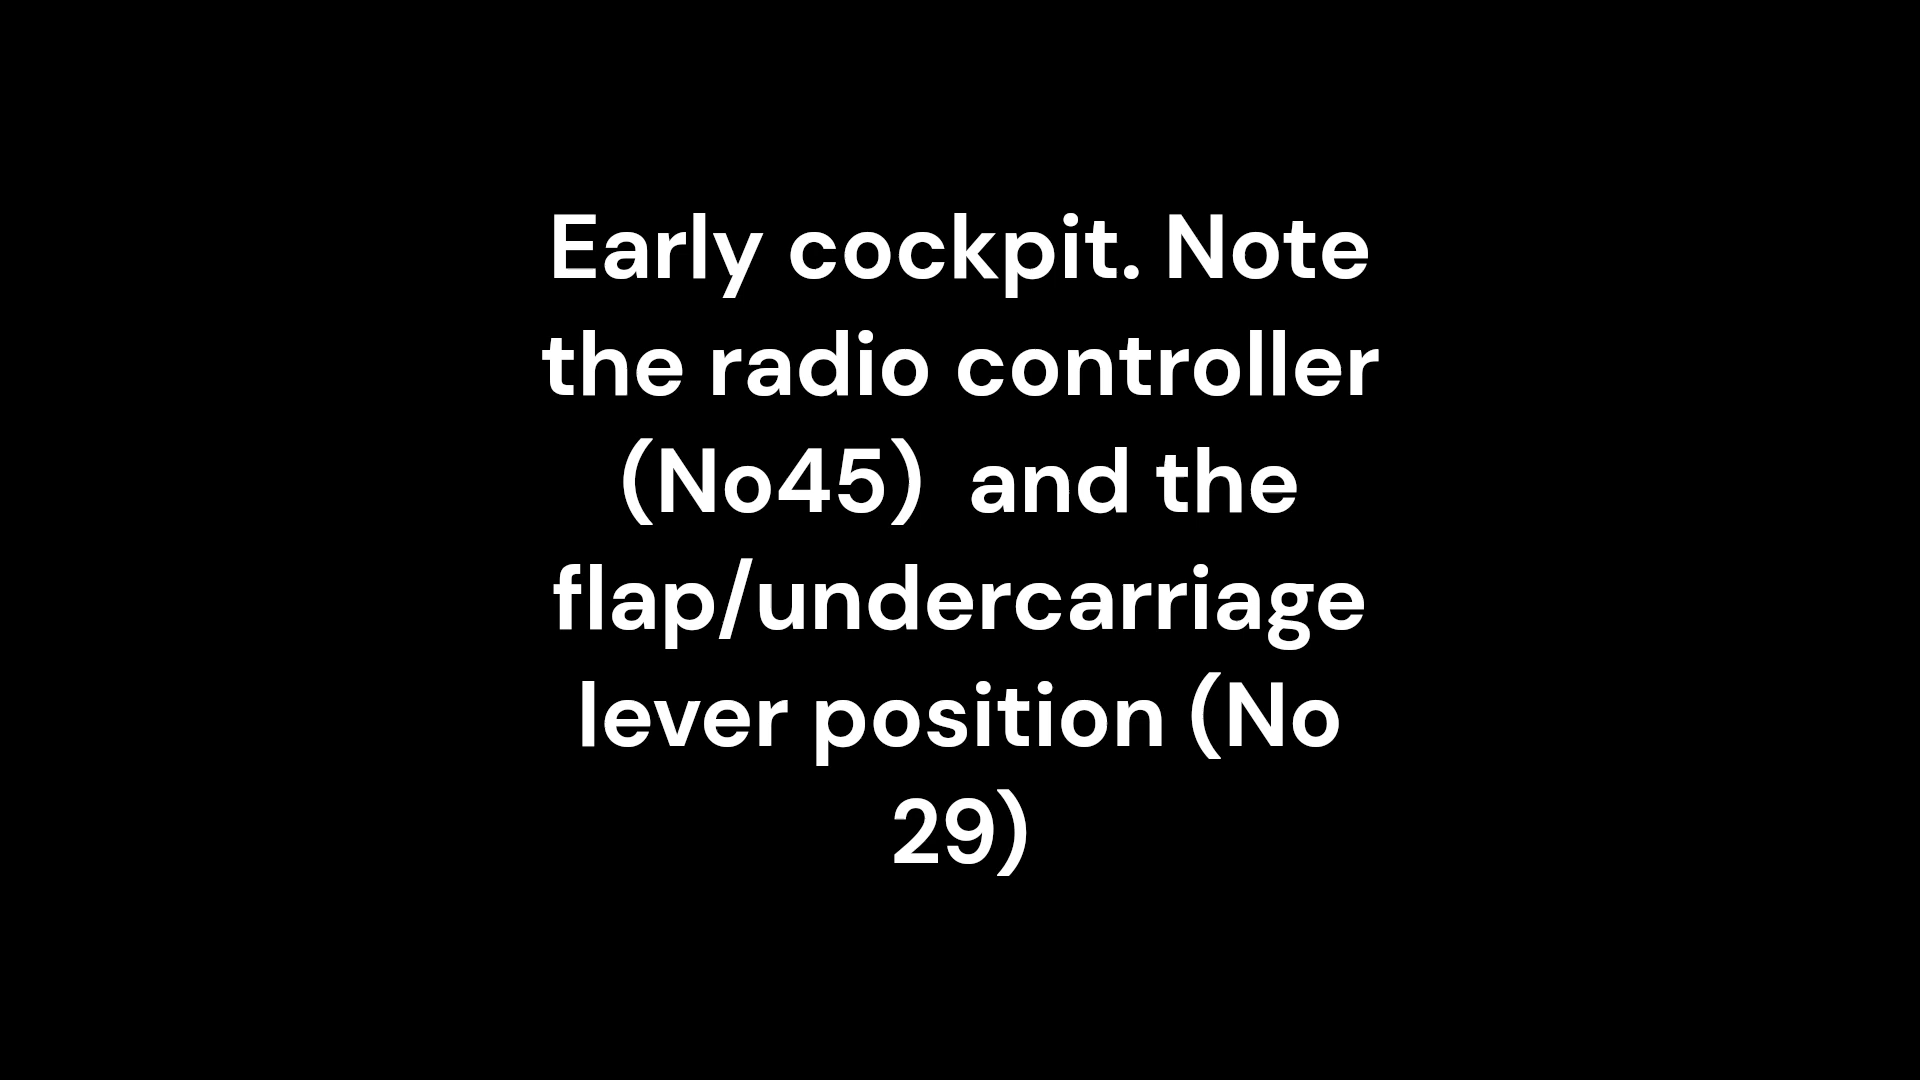 Early cockpit. Note
the radio controller
(No45)  and the
flap/undercarriage
lever position (No
29)